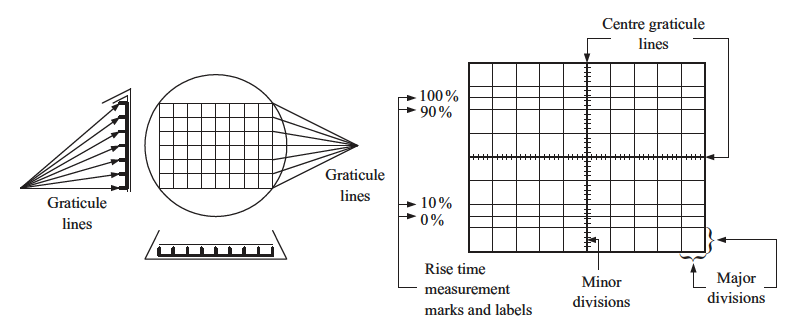 Graticule
lines
Graticule
lines
Centre graticule
lines
100%
90%
10%
0%
Rise time
measurement
marks and labels
Minor
divisions
Major
divisions